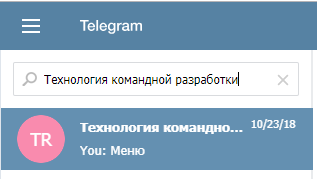 Telegram
Технология командной разработки
TR
Технология командно... 10/23/18
You: Меню